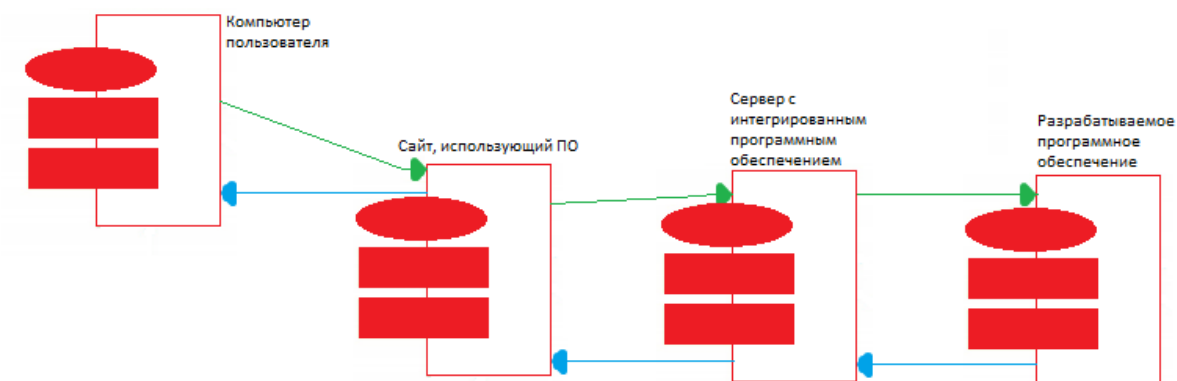 Компьютер
пользователя
Сайт, использующий ПО
Сервер с
интегрированным
программным
обеспечением
Разрабатываемое
программное
обеспечение